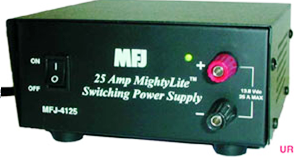 MFJ
ON
OFF
25 Amp MightyLite™
Switching Power Supply
MFJ-4125
+
13.8 Vdc
25 A MAX
−
UR